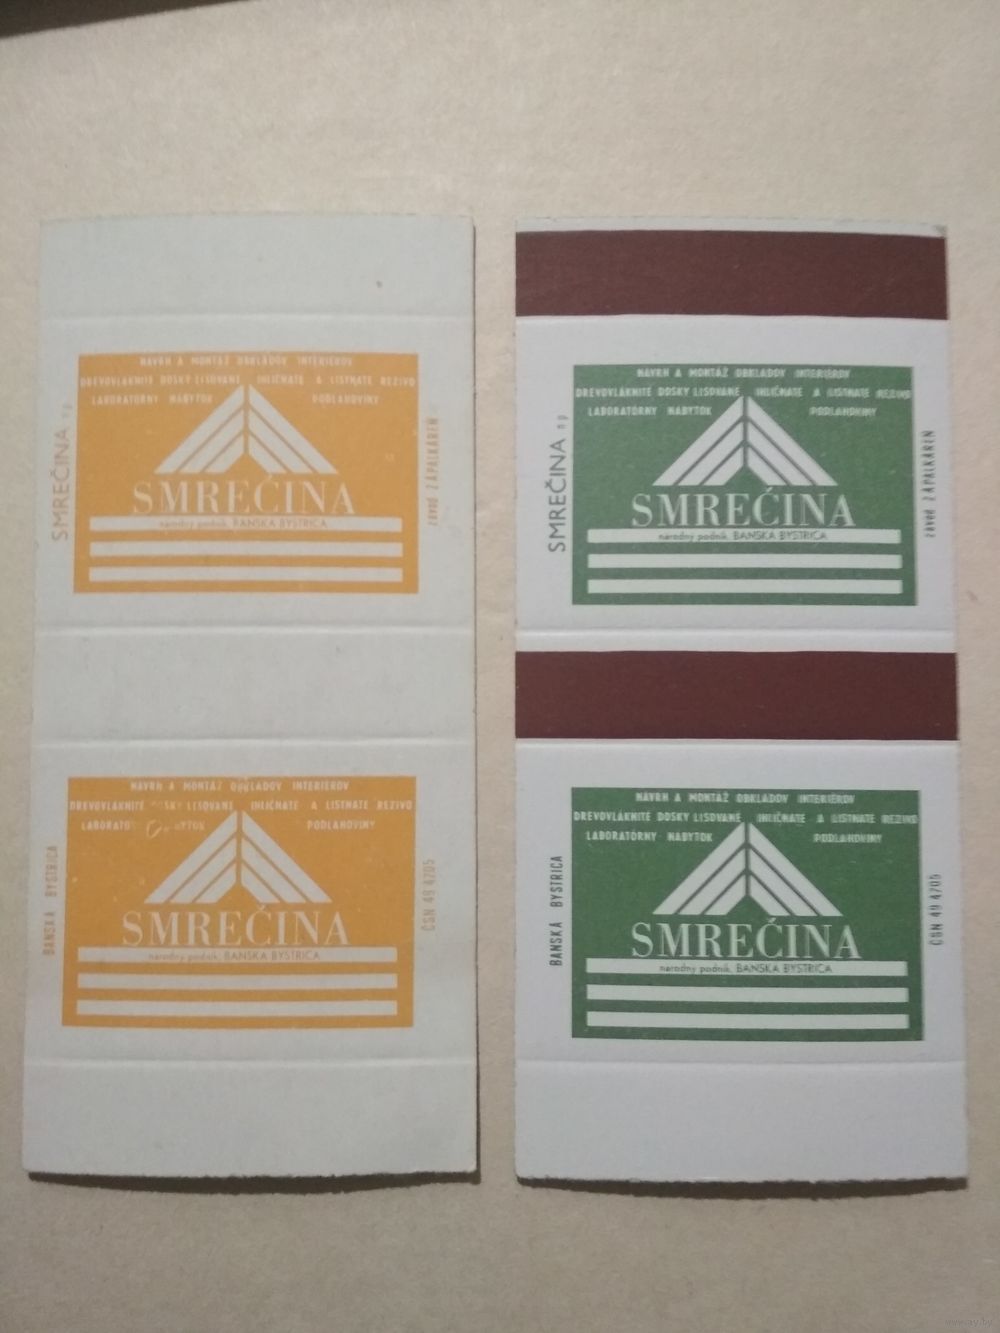 NÁVRH A MONTÁŽ OBKLADOV INTERIÉROV
DREVOVLÁKNITÉ DOSKY LISOVANÉ IHLIČNATÉ A LISTNATÉ REZIVO
LABORATÓRNY NÁBYTOK PODLAHOVINY
SMREČINA
národný podnik, BANSKÁ BYSTRICA
SMREČINA n.p.
závod ZÁPALKÁREŇ
NÁVRH A MONTÁŽ OBKLADOV INTERIÉROV
DREVOVLÁKNITÉ DOSKY LISOVANÉ IHLIČNATÉ A LISTNATÉ REZIVO
PODLAHOVINY
SMREČINA
národný podnik, BANSKÁ BYSTRICA
BANSKÁ BYSTRICA
ČSN 49 4705
NÁVRH A MONTÁŽ OBKLADOV INTERIÉROV
DREVOVLÁKNITÉ DOSKY LISOVANÉ IHLIČNATÉ A LISTNATÉ REZIVO
LABORATÓRNY NÁBYTOK PODLAHOVINY
SMREČINA
národný podnik, BANSKÁ BYSTRICA
SMREČINA n p
závod ZÁPALKÁREŇ
NÁVRH A MONTÁŽ OBKLADOV INTERIÉROV
DREVOVLÁKNITÉ DOSKY LISOVANÉ IHLIČNATÉ A LISTNATÉ REZIVO
LABORATÓRNY NÁBYTOK PODLAHOVINY
SMREČINA
národný podnik, BANSKÁ BYSTRICA
BANSKÁ BYSTRICA
ČSN 49 4705
www.ay.by